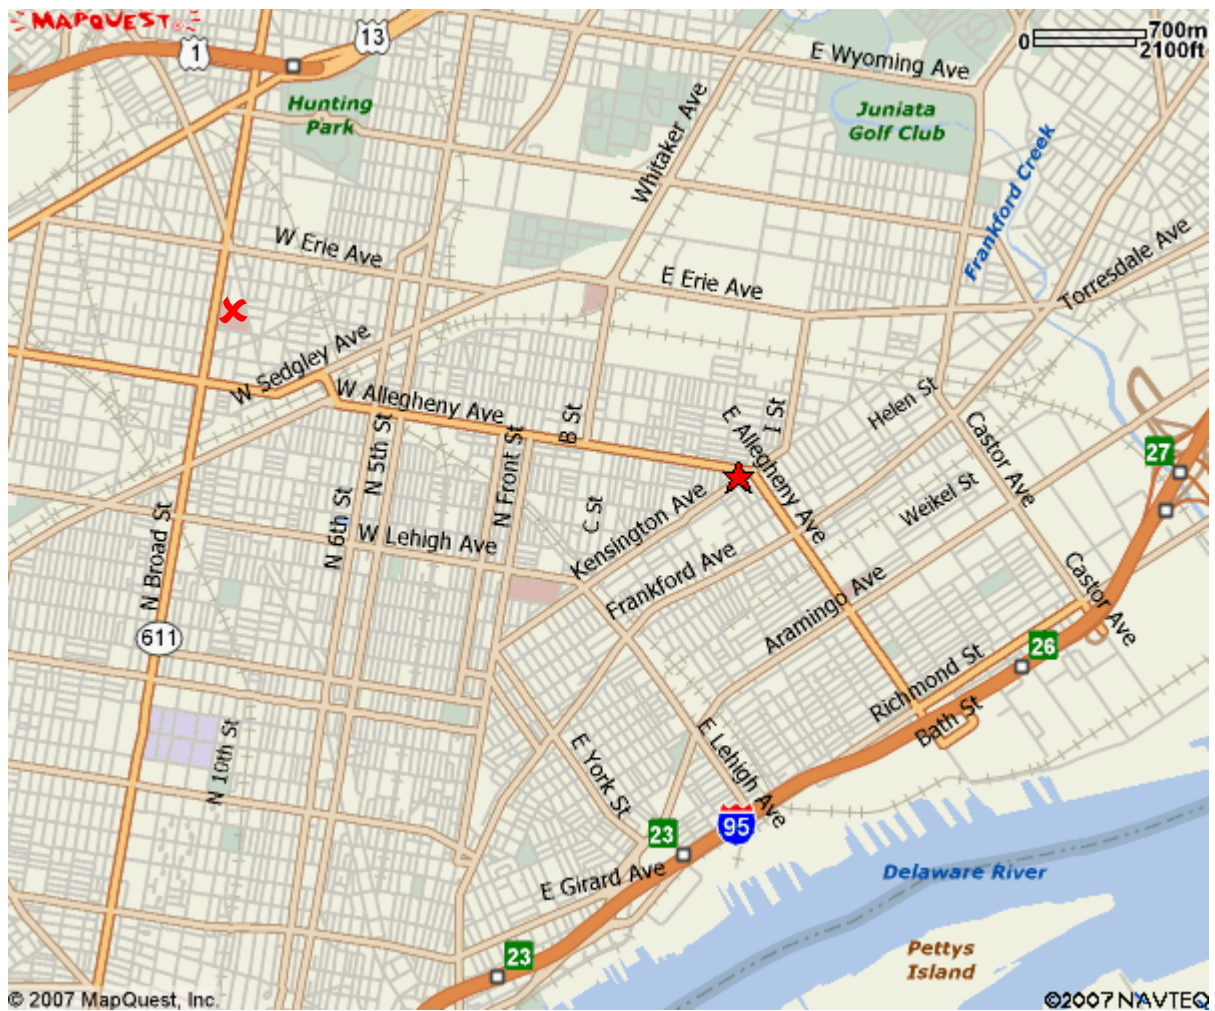 MAPQUEST
1
13
0
700m
2100ft
E Wyoming Ave
Hunting
Park
Juniata
Golf Club
Whitaker Ave
Frankford Creek
W Erie Ave
E Erie Ave
Torresdale Ave
W Sedgley Ave
W Allegheny Ave
B St
I St
E Allegheny Ave
Helen St
Castor Ave
27
N 5th St
N Front St
N 6th St
C St
Kensington Ave
Weikel St
W Lehigh Ave
N Broad St
Frankford Ave
Aramingo Ave
Castor Ave
611
26
Richmond St
Bath St
N 10th St
E York St
E Lehigh Ave
23
95
E Girard Ave
Delaware River
23
Pettys
Island
© 2007 MapQuest, Inc.
©2007 NAVTEQ